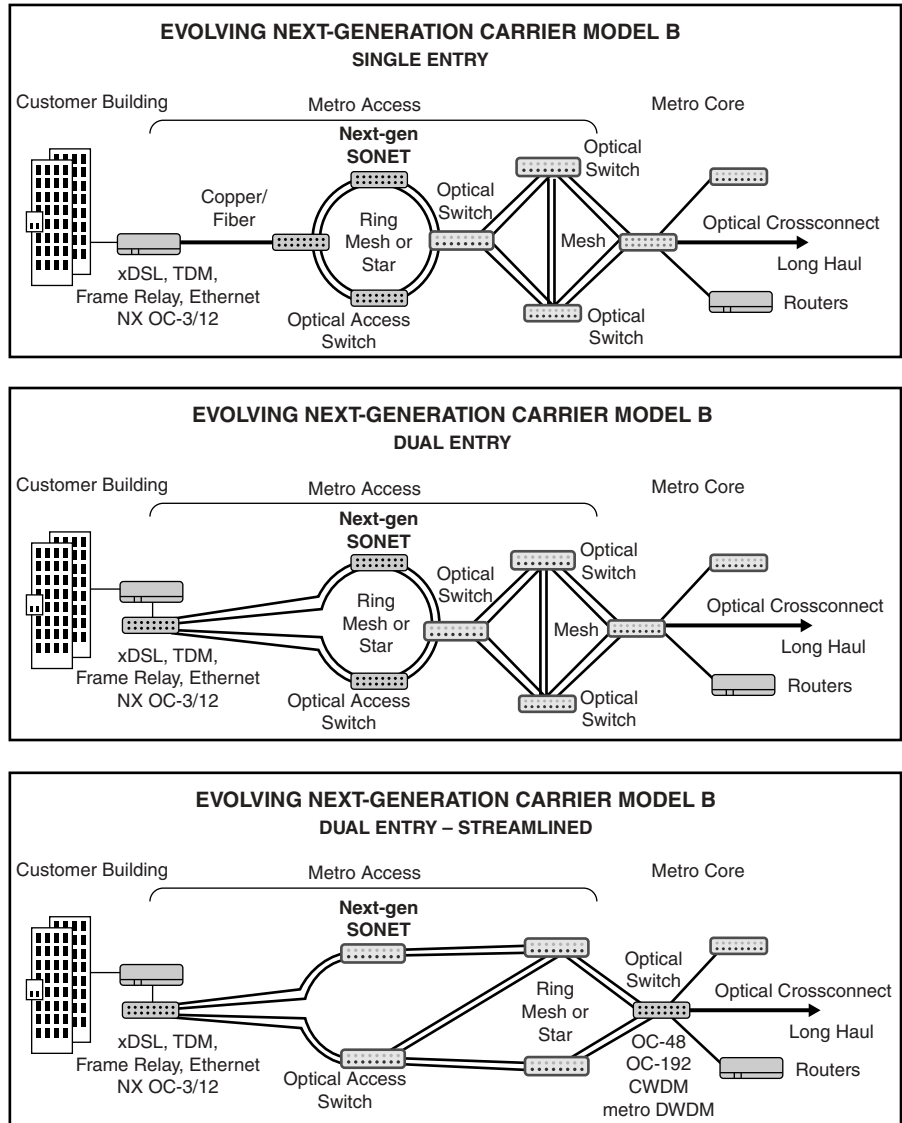 EVOLVING NEXT-GENERATION CARRIER MODEL B
SINGLE ENTRY
Customer Building
Metro Access
Metro Core
Next-gen
SONET
Optical
Switch
Copper/
Fiber
Optical
Switch
Ring
Mesh or
Star
Mesh
Optical Crossconnect
Long Haul
xDSL, TDM,
Frame Relay, Ethernet
NX OC-3/12
Optical Access
Switch
Optical
Switch
Routers
EVOLVING NEXT-GENERATION CARRIER MODEL B
DUAL ENTRY
Customer Building
Metro Access
Metro Core
Next-gen
SONET
Optical
Switch
Optical
Switch
Ring
Mesh or
Star
Mesh
Optical Crossconnect
Long Haul
xDSL, TDM,
Frame Relay, Ethernet
NX OC-3/12
Optical Access
Switch
Optical
Switch
Routers
EVOLVING NEXT-GENERATION CARRIER MODEL B
DUAL ENTRY – STREAMLINED
Customer Building
Metro Access
Metro Core
Next-gen
SONET
Optical
Switch
Ring
Mesh or
Star
Optical Crossconnect
Long Haul
xDSL, TDM,
Frame Relay, Ethernet
NX OC-3/12
Optical Access
Switch
OC-48
OC-192
CWDM
metro DWDM
Routers